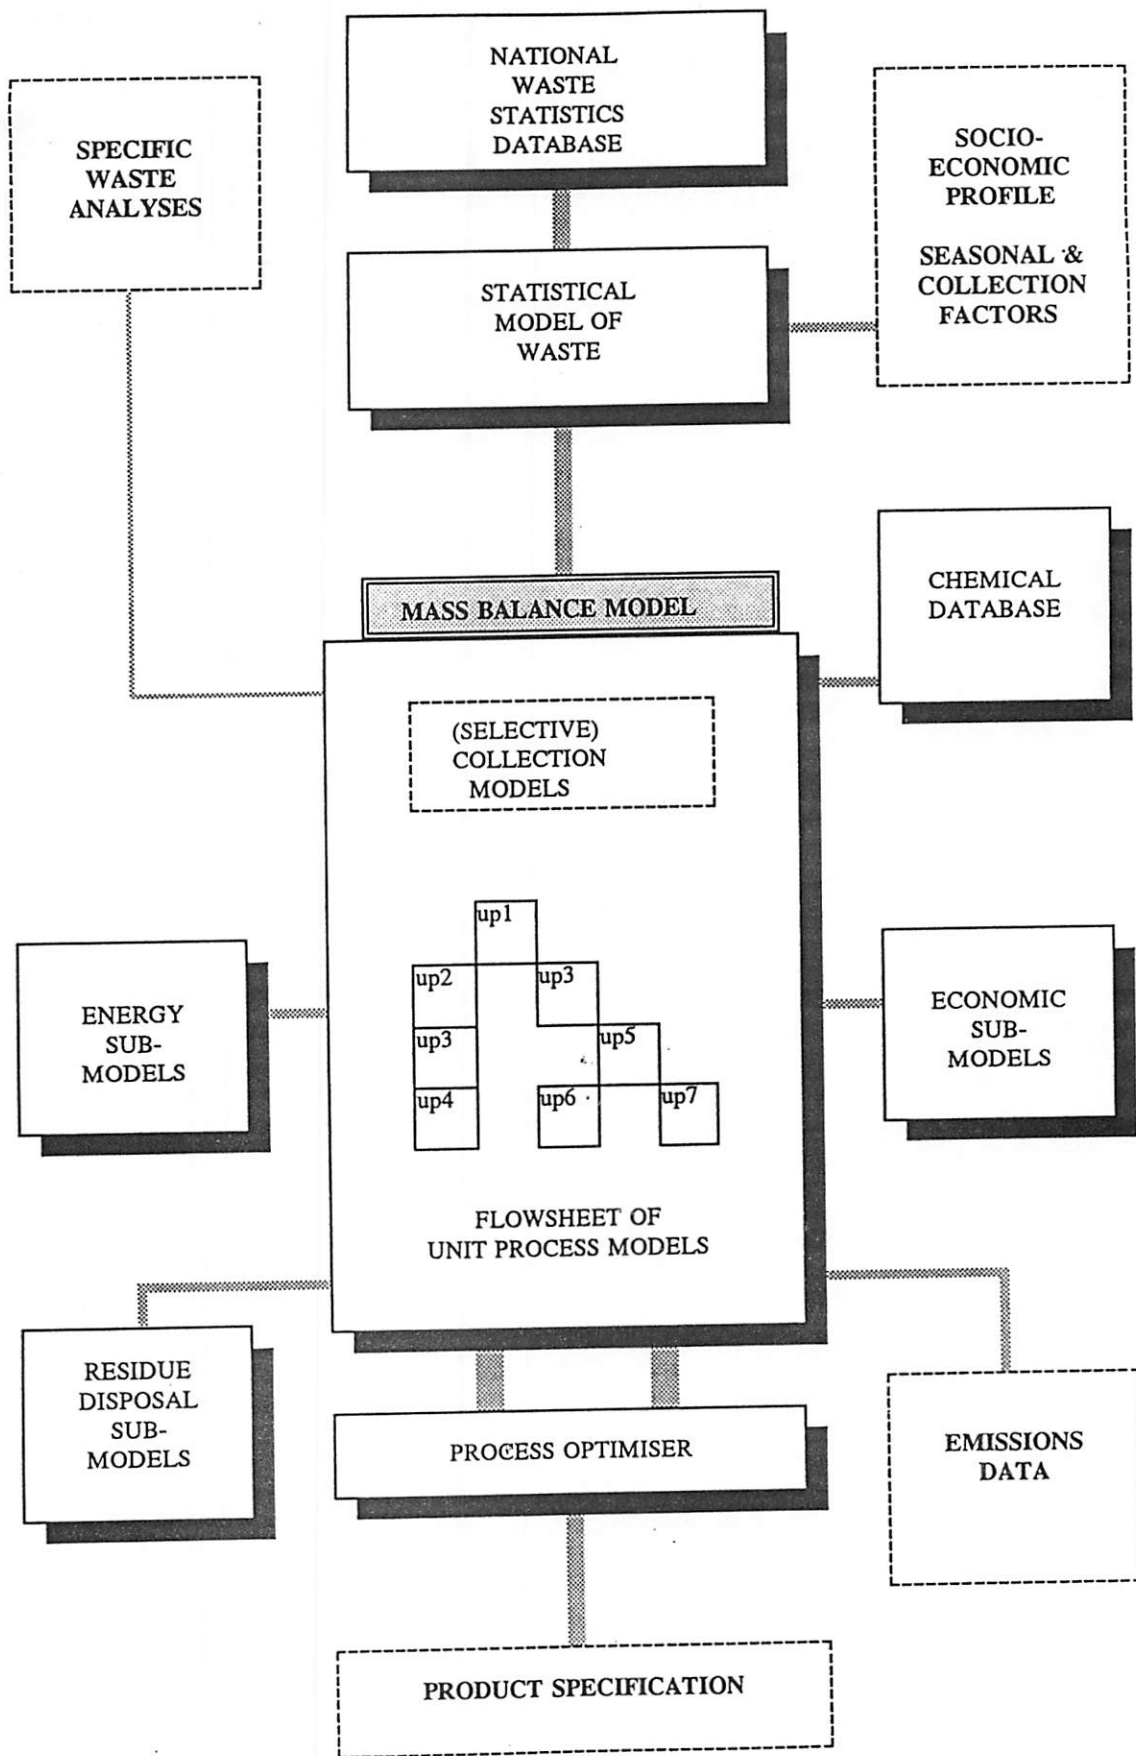 NATIONAL
WASTE
STATISTICS
DATABASE
SPECIFIC
WASTE
ANALYSES
SOCIO-
ECONOMIC
PROFILE
SEASONAL &
COLLECTION
FACTORS
STATISTICAL
MODEL OF
WASTE
CHEMICAL
DATABASE
MASS BALANCE MODEL
(SELECTIVE)
COLLECTION
MODELS
up1
up2
up3
up3
up5
up4
up6
up7
ENERGY
SUB-
MODELS
ECONOMIC
SUB-
MODELS
FLOWSHEET OF
UNIT PROCESS MODELS
RESIDUE
DISPOSAL
SUB-
MODELS
PROCESS OPTIMISER
EMISSIONS
DATA
PRODUCT SPECIFICATION